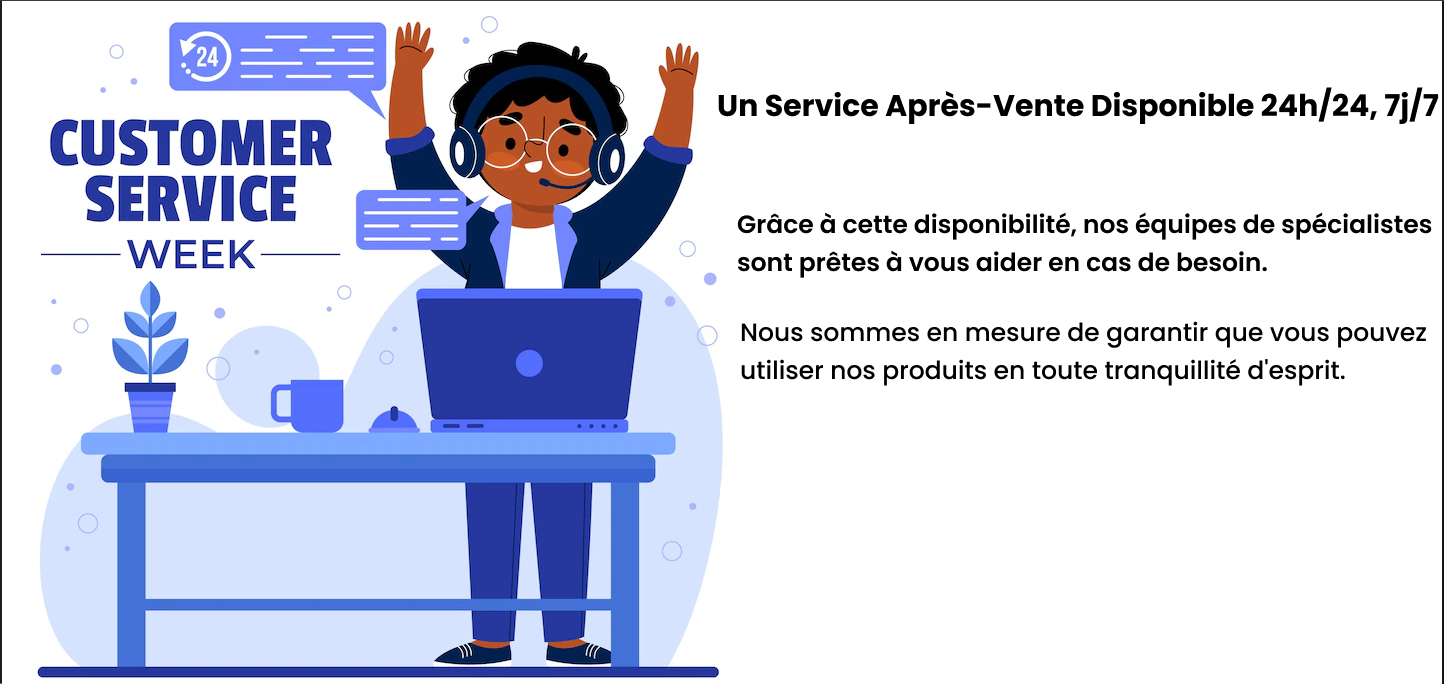 24
CUSTOMER
SERVICE
WEEK
Un Service Après-Vente Disponible 24h/24, 7j/7
Grâce à cette disponibilité, nos équipes de spécialistes
sont prêtes à vous aider en cas de besoin.
Nous sommes en mesure de garantir que vous pouvez
utiliser nos produits en toute tranquillité d'esprit.